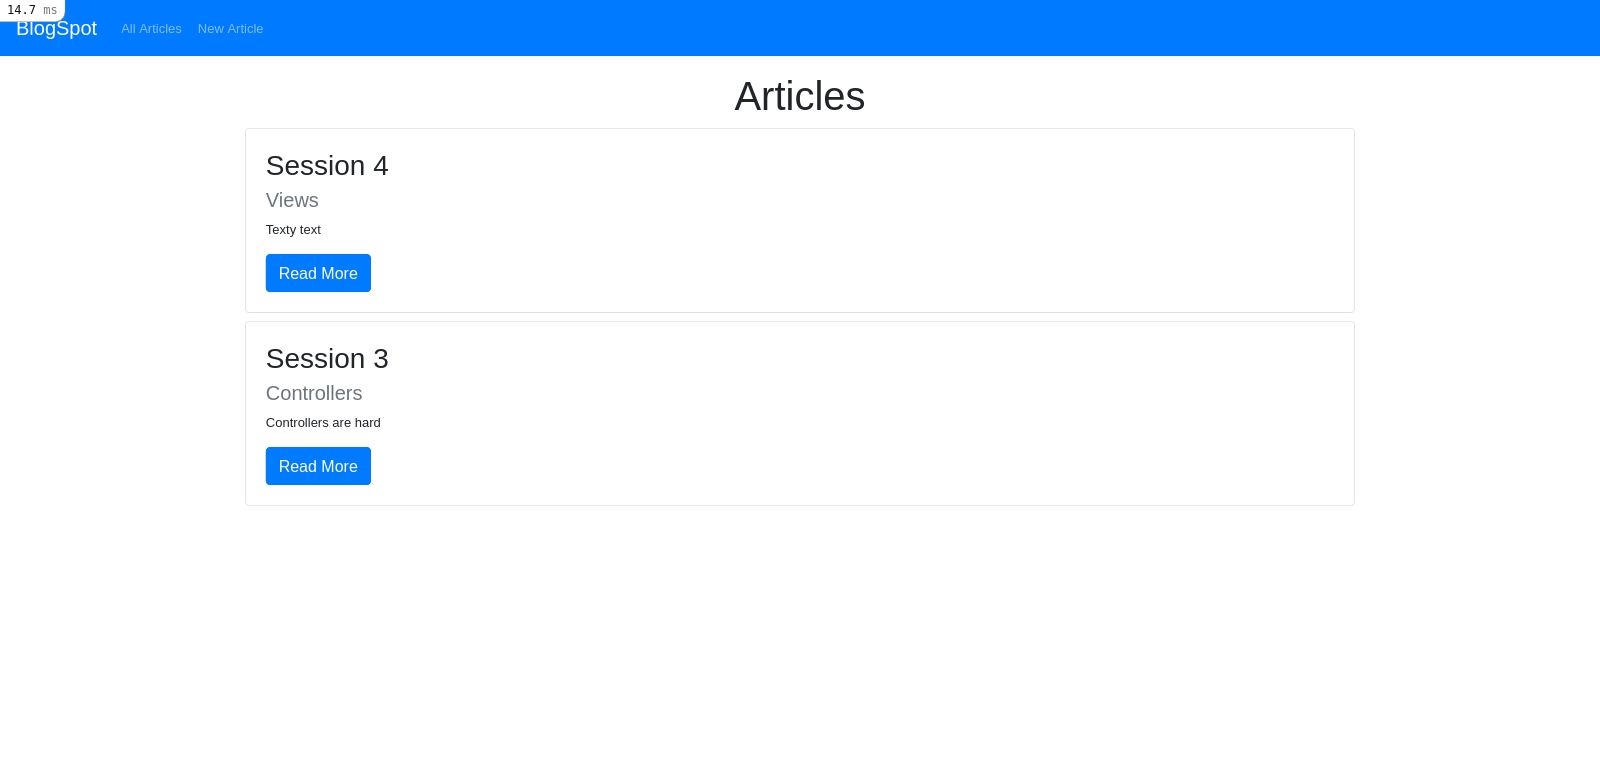 14.7 ms
BlogSpot All Articles New Article
Articles
Session 4
Views
Texty text
Read More
Session 3
Controllers
Controllers are hard
Read More